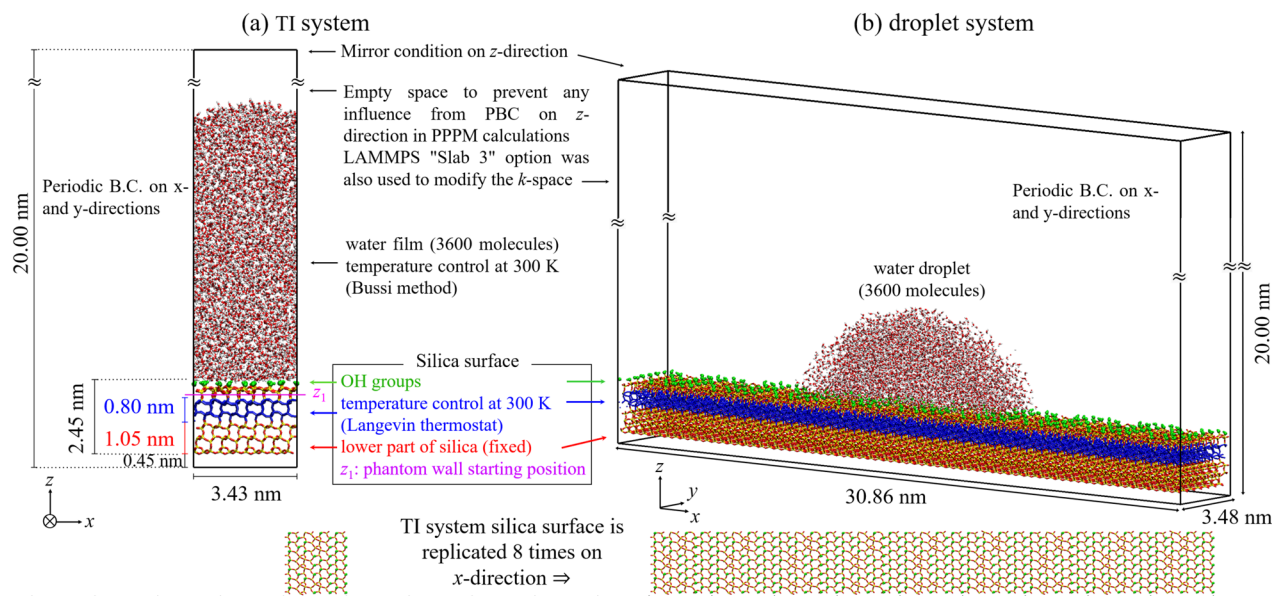 (a) TI system
(b) droplet system
Mirror condition on z-direction
Empty space to prevent any
influence from PBC on z-
direction in PPPM calculations
LAMMPS "Slab 3" option was
also used to modify the k-space
Periodic B.C. on x-
and y-directions
20.00 nm
water film (3600 molecules)
temperature control at 300 K
(Bussi method)
Silica surface
OH groups
temperature control at 300 K
(Langevin thermostat)
lower part of silica (fixed)
z₁: phantom wall starting position
z₁
2.45 nm
0.80 nm
1.05 nm
0.45 nm
3.43 nm
z
x
Periodic B.C. on x-
and y-directions
water droplet
(3600 molecules)
20.00 nm
30.86 nm
3.48 nm
z
y
x
TI system silica surface is
replicated 8 times on
x-direction ⇒